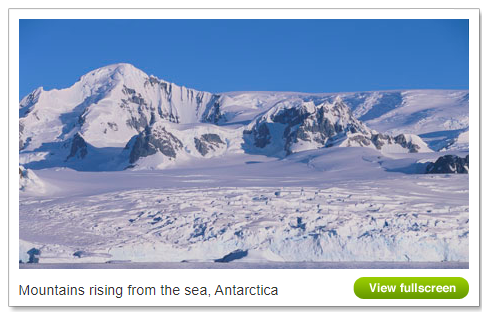 Mountains rising from the sea, Antarctica
View fullscreen